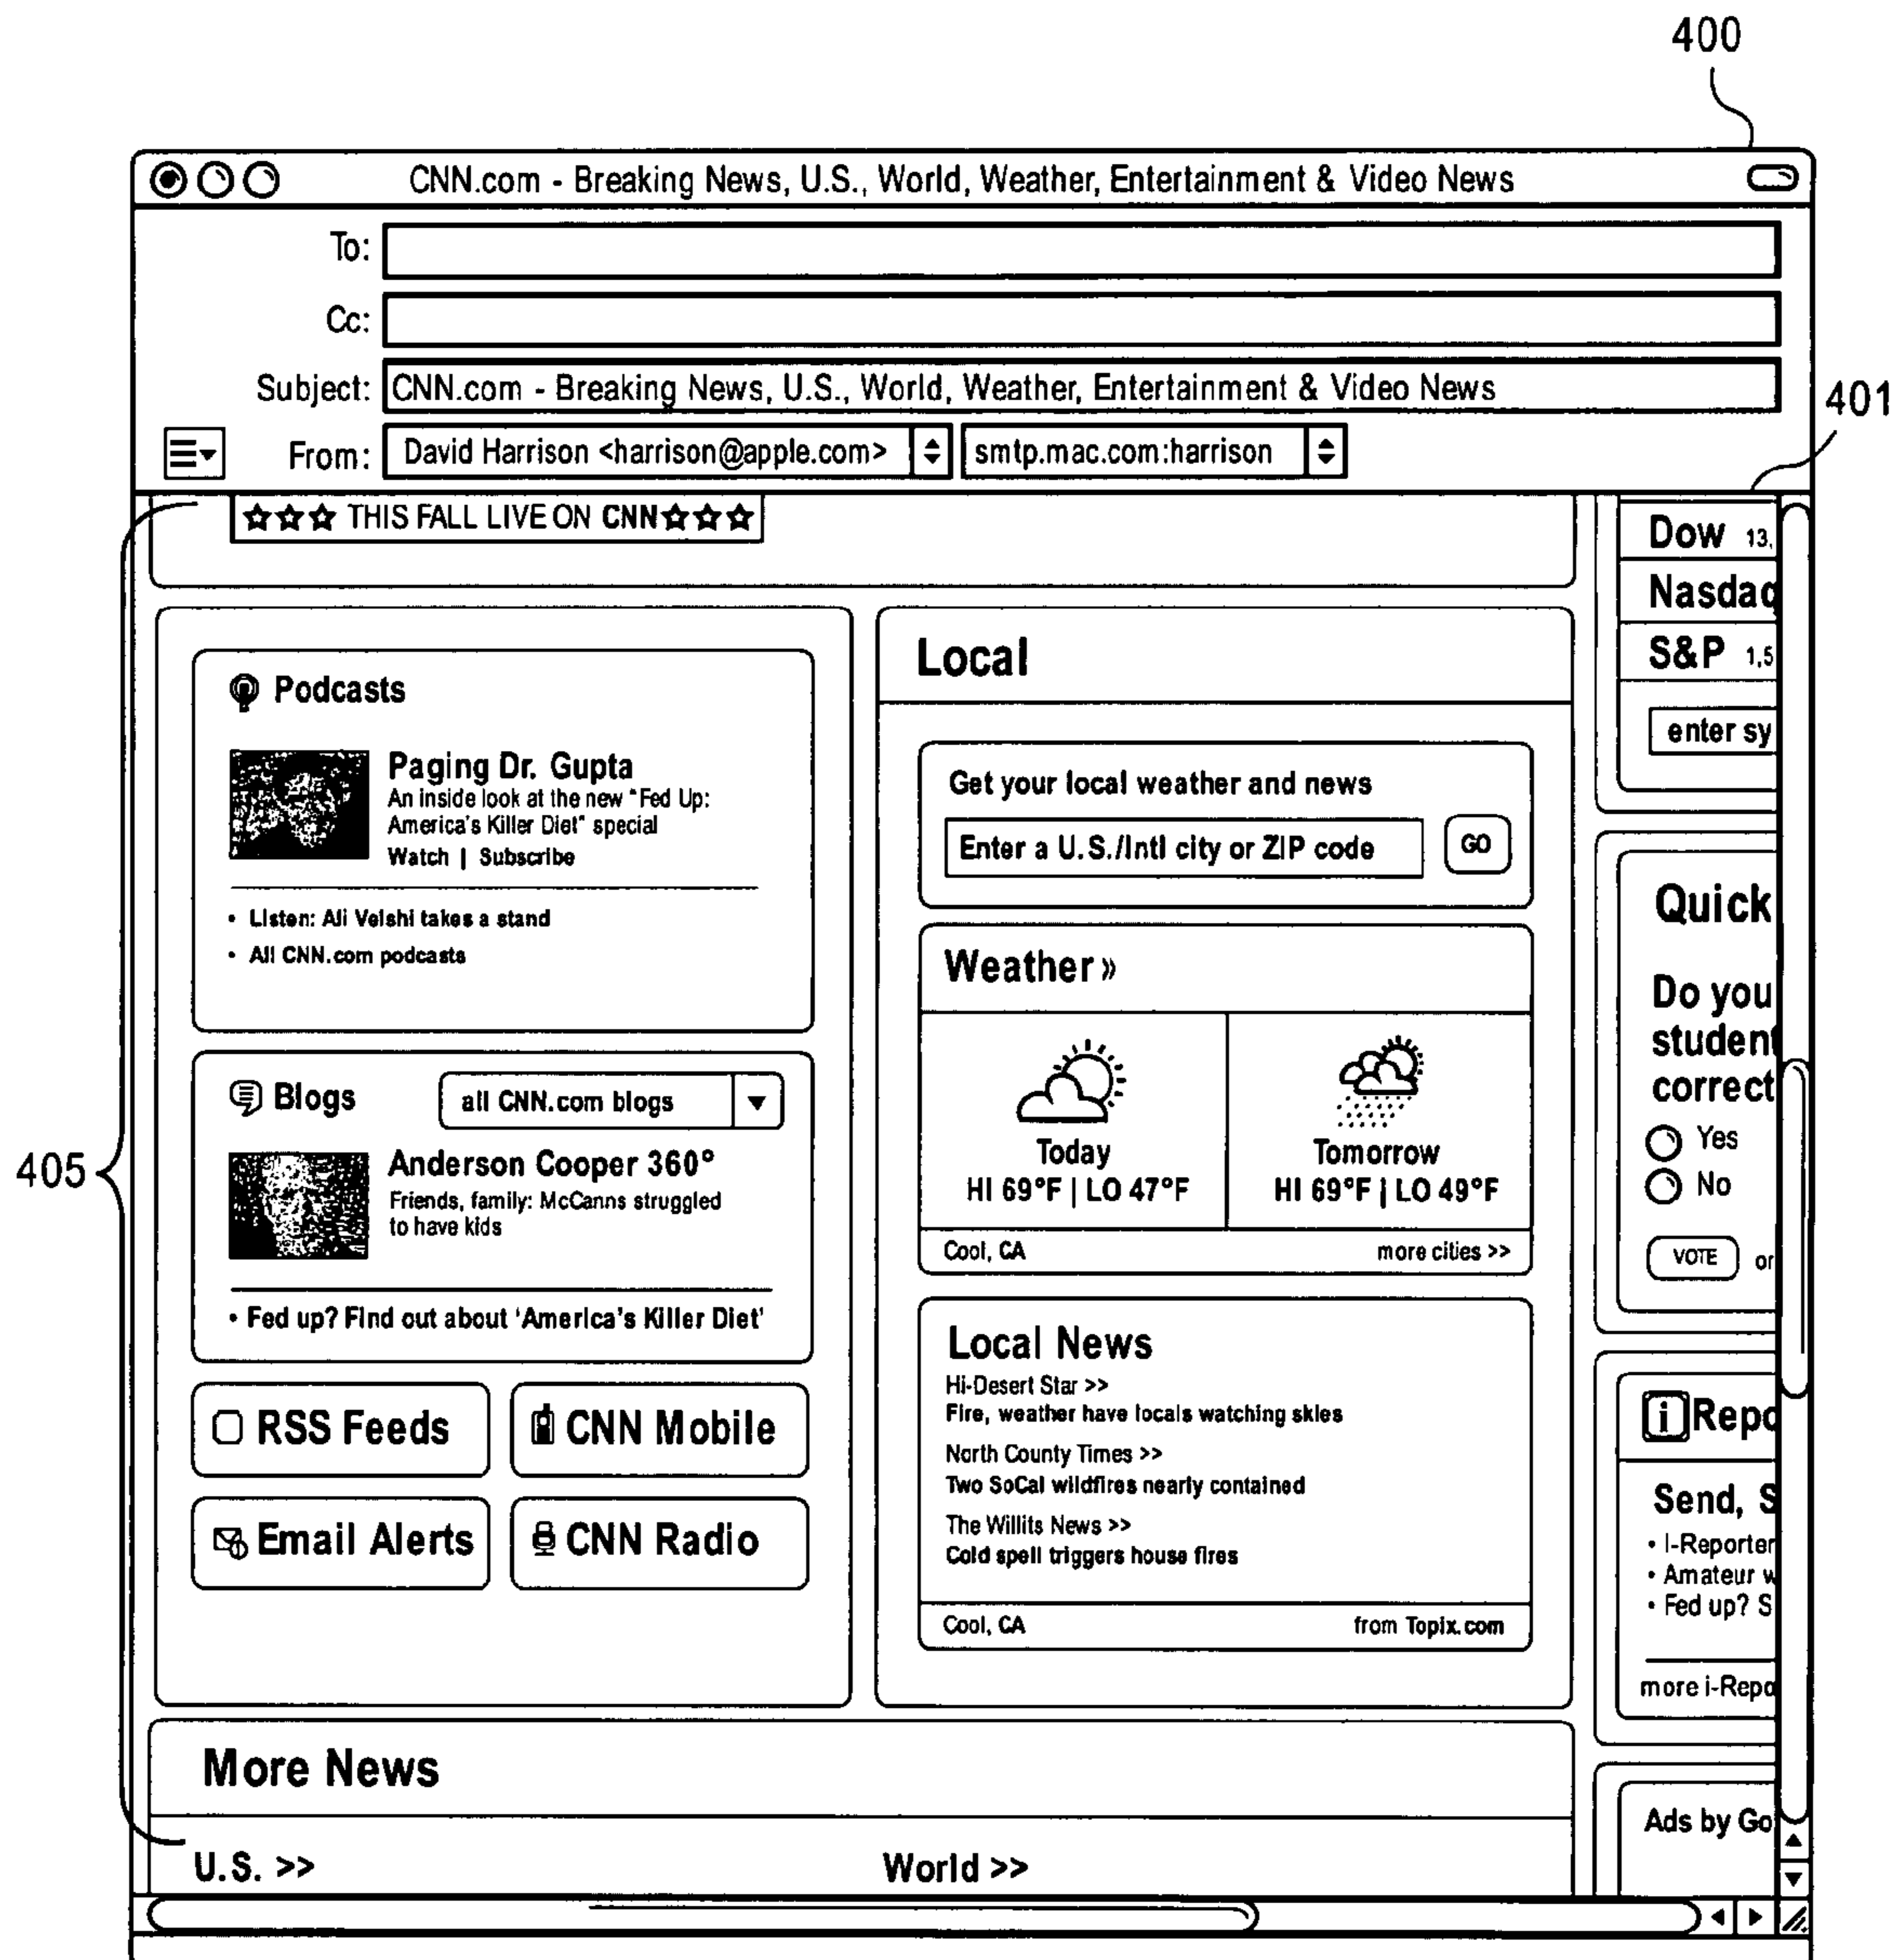 400
CNN.com - Breaking News, U.S., World, Weather, Entertainment & Video News
To:
Cc:
Subject: CNN.com - Breaking News, U.S., World, Weather, Entertainment & Video News
401
From: David Harrison <harrison@apple.com> smtp.mac.com:harrison
☆☆☆ THIS FALL LIVE ON CNN☆☆☆
Podcasts
Paging Dr. Gupta
An inside look at the new "Fed Up:
America's Killer Diet" special
Watch | Subscribe
• Listen: Ali Velshi takes a stand
• All CNN.com podcasts
405
Blogs
all CNN.com blogs
Anderson Cooper 360°
Friends, family: McCanns struggled
to have kids
• Fed up? Find out about 'America's Killer Diet'
RSS Feeds
CNN Mobile
Email Alerts
CNN Radio
Local
Get your local weather and news
Enter a U.S./Intl city or ZIP code
GO
Weather »
Today
HI 69°F | LO 47°F
Tomorrow
HI 69°F | LO 49°F
Cool, CA
more cities >>
Local News
Hi-Desert Star >>
Fire, weather have locals watching skies
North County Times >>
Two SoCal wildfires nearly contained
The Willits News >>
Cold spell triggers house fires
Cool, CA
from Topix.com
Dow 13,
Nasdaq
S&P 1,5
enter sy
Quick
Do you
student
correct
Yes
No
VOTE or
i Repo
Send, S
• I-Reporter
• Amateur w
• Fed up? S
more i-Repo
Ads by Go
More News
U.S. >>
World >>